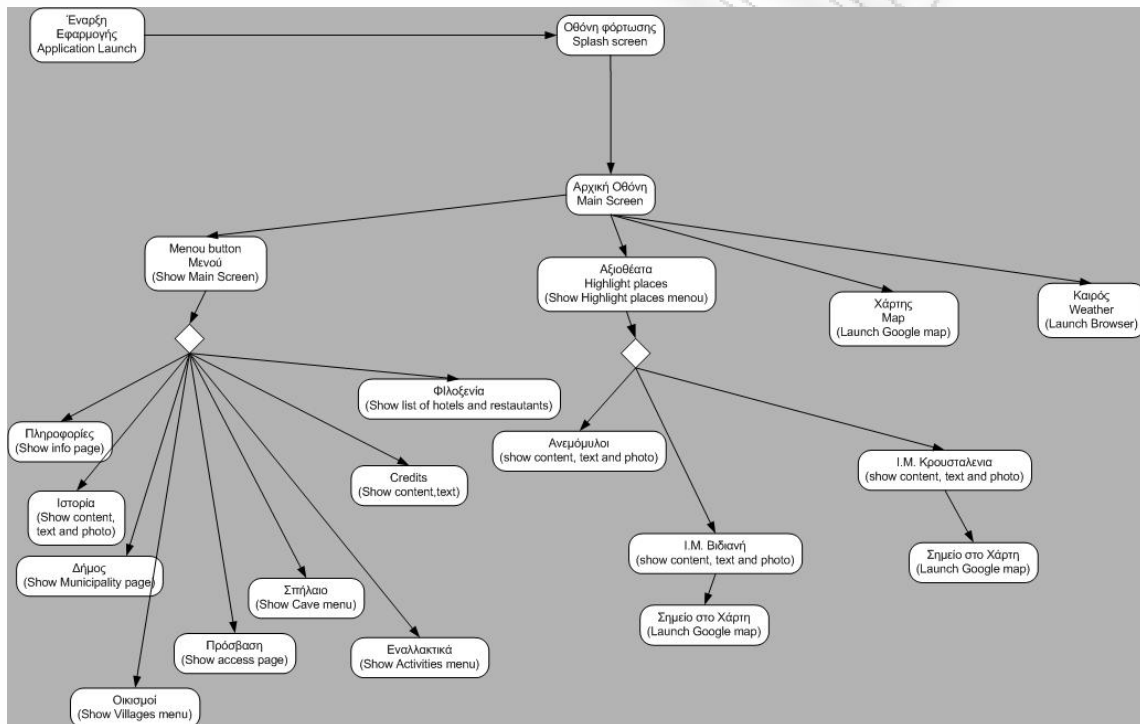 Έναρξη
Εφαρμογής
Application Launch
Οθόνη φόρτωσης
Splash screen
Αρχική Οθόνη
Main Screen
Menou button
Μενού
(Show Main Screen)
Αξιοθέατα
Highlight places
(Show Highlight places menou)
Χάρτης
Map
(Launch Google map)
Καιρός
Weather
(Launch Browser)
ΦΙλοξενία
(Show list of hotels and restautants)
Πληροφορίες
(Show info page)
Ανεμόμυλοι
(show content, text and photo)
Ι.Μ. Κρουσταλενια
(show content, text and photo)
Credits
(Show content,text)
Ιστορία
(Show content,
text and photo)
Ι.Μ. Βιδιανή
(show content, text and photo)
Σημείο στο Χάρτη
(Launch Google map)
Δήμος
(Show Municipality page)
Σπήλαιο
(Show Cave menu)
Σημείο στο Χάρτη
(Launch Google map)
Πρόσβαση
(Show access page)
Εναλλακτικά
(Show Activities menu)
Οικισμοί
(Show Villages menu)